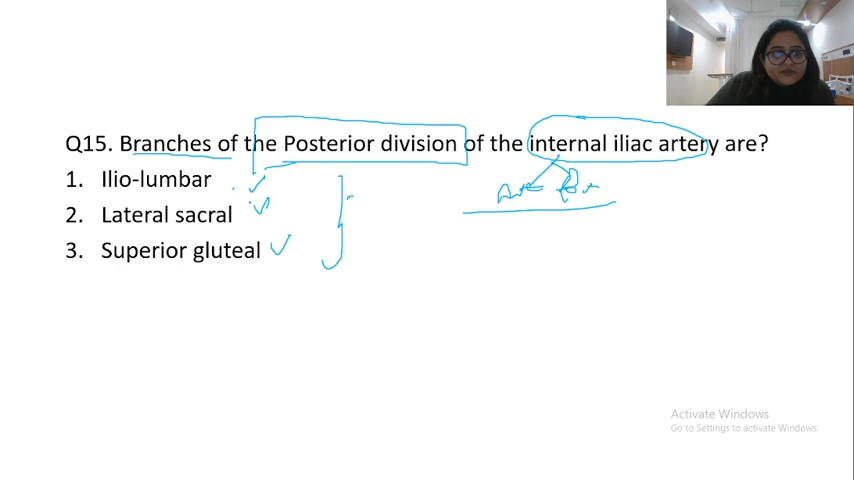 Q15. Branches of the Posterior division of the internal iliac artery are?
1. Ilio-lumbar
2. Lateral sacral
3. Superior gluteal
Activate Windows
Go to Settings to activate Windows.